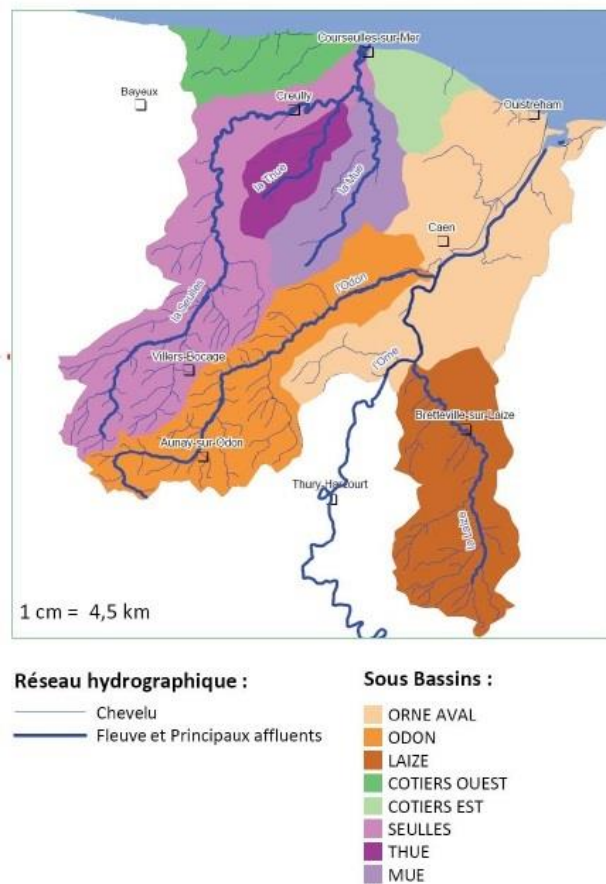 Courseulles-sur-Mer
Bayeux
Creully
Ouistreham
la Thue
la Mue
Caen
l'Odon
la Seulles
Villers-Bocage
l'Orne
Bretteville-sur-Laize
Aunay-sur-Odon
Thury-Harcourt
la Laize
1 cm = 4,5 km
Réseau hydrographique :
Chevelu
Fleuve et Principaux affluents
Sous Bassins :
ORNE AVAL
ODON
LAIZE
COTIERS OUEST
COTIERS EST
SEULLES
THUE
MUE